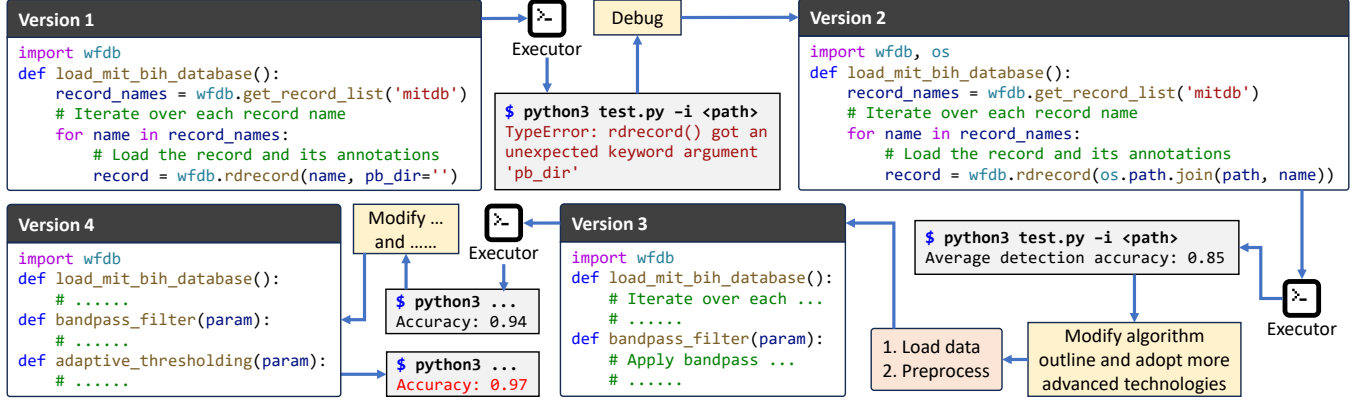 Version 1
import wfdb
def load_mit_bih_database():
record_names = wfdb.get_record_list('mitdb')
# Iterate over each record name
for name in record_names:
# Load the record and its annotations
record = wfdb.rdrecord(name, pb_dir='')
Executor
Debug
$ python3 test.py -i <path>
TypeError: rdrecord() got an
unexpected keyword argument
'pb_dir'
Version 2
import wfdb, os
def load_mit_bih_database():
record_names = wfdb.get_record_list('mitdb')
# Iterate over each record name
for name in record_names:
# Load the record and its annotations
record = wfdb.rdrecord(os.path.join(path, name))
Executor
$ python3 test.py -i <path>
Average detection accuracy: 0.85
Modify algorithm
outline and adopt more
advanced technologies
1. Load data
2. Preprocess
Version 3
import wfdb
def load_mit_bih_database():
# Iterate over each ...
# ......
def bandpass_filter(param):
# Apply bandpass ...
# ......
Executor
$ python3 ...
Accuracy: 0.94
Modify ...
and ......
Version 4
import wfdb
def load_mit_bih_database():
# ......
def bandpass_filter(param):
# ......
def adaptive_thresholding(param):
# ......
$ python3 ...
Accuracy: 0.97